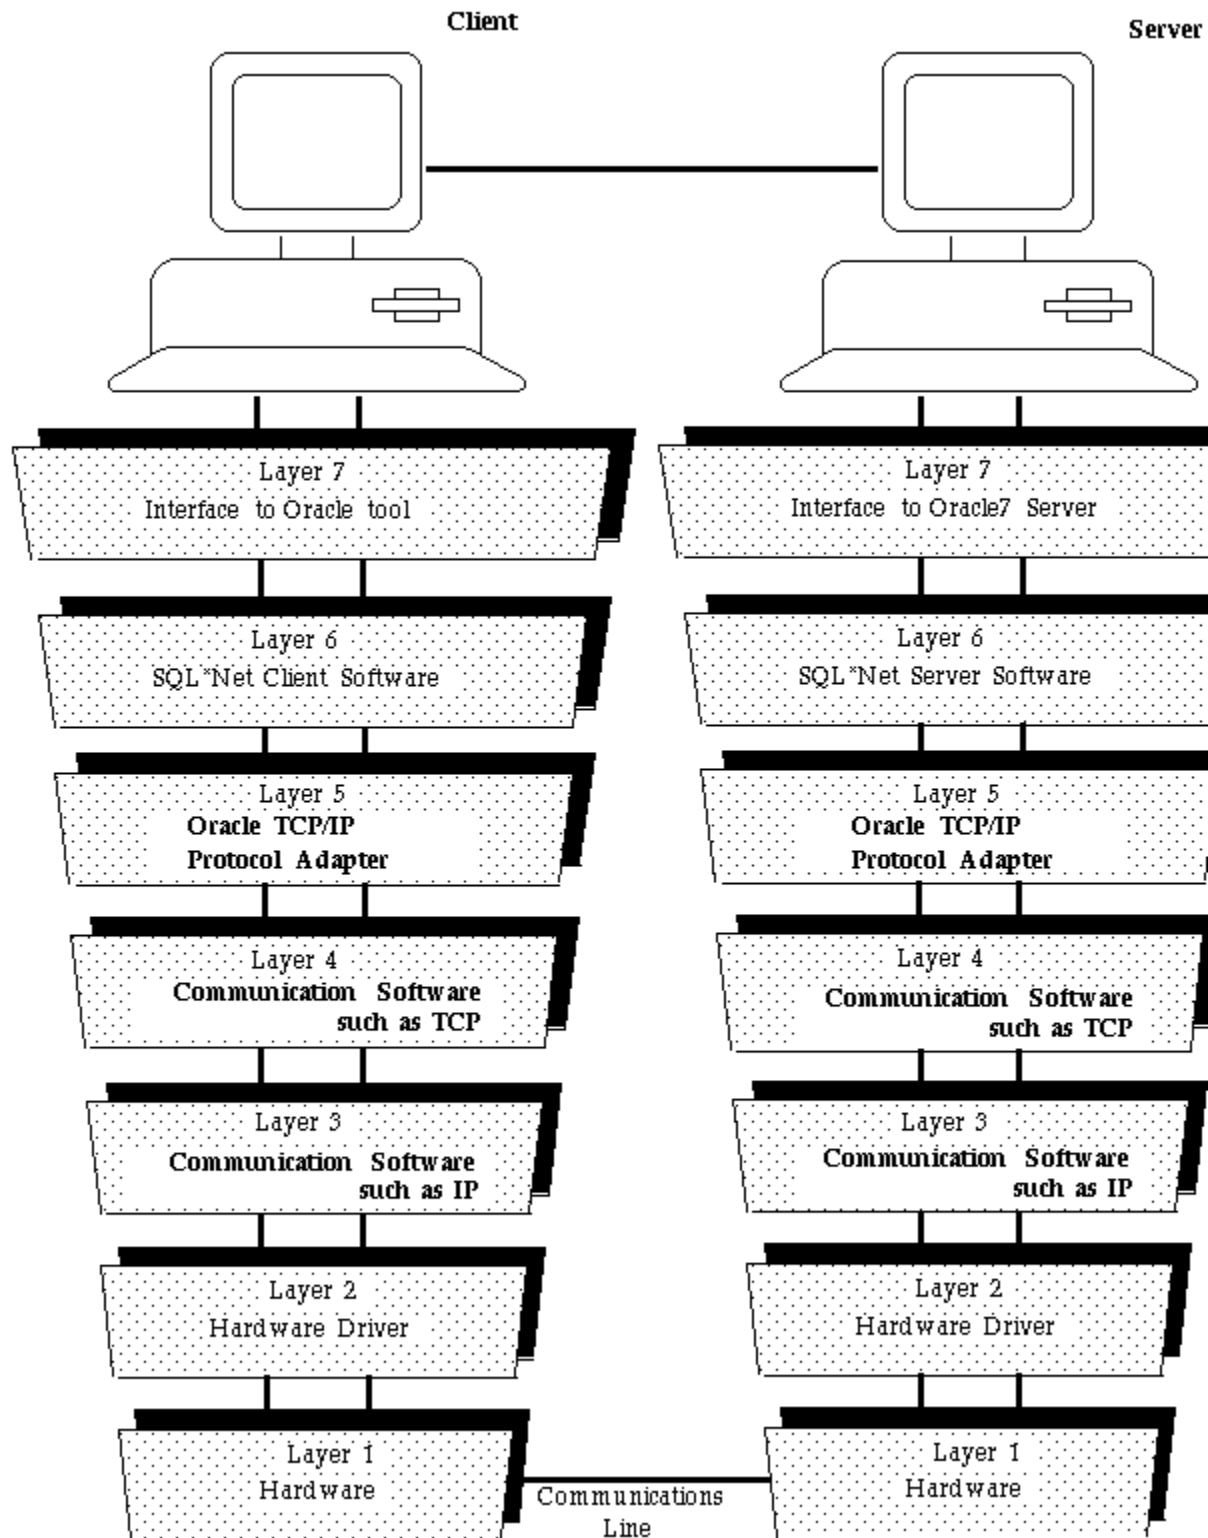 Client
Server
Layer 7
Interface to Oracle tool
Layer 7
Interface to Oracle7 Server
Layer 6
SQL*Net Client Software
Layer 6
SQL*Net Server Software
Layer 5
Oracle TCP/IP
Protocol Adapter
Layer 5
Oracle TCP/IP
Protocol Adapter
Layer 4
Communication Software
such as TCP
Layer 4
Communication Software
such as TCP
Layer 3
Communication Software
such as IP
Layer 3
Communication Software
such as IP
Layer 2
Hardware Driver
Layer 2
Hardware Driver
Layer 1
Hardware
Layer 1
Hardware
Communications
Line